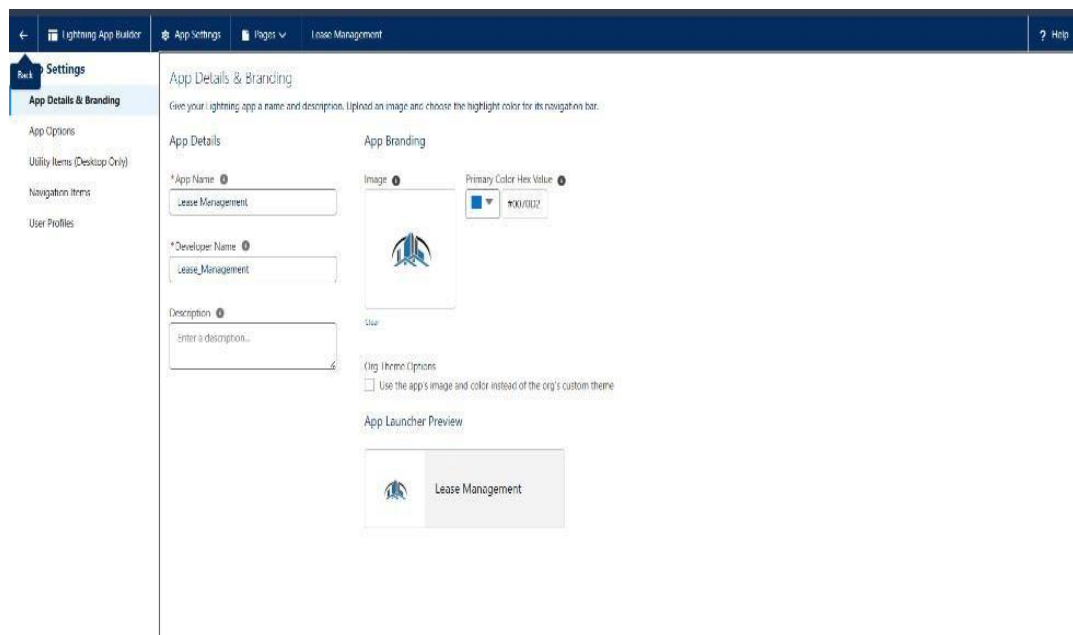 Lightning App Builder
App Settings
Pages
Lease Management
? Help
Back
Settings
App Details & Branding
App Options
Utility Items (Desktop Only)
Navigation Items
User Profiles
App Details & Branding
Give your Lightning app a name and description. Upload an image and choose the highlight color for its navigation bar.
App Details
App Branding
*App Name
Lease Management
*Developer Name
Lease_Management
Description
Enter a description...
Image
Primary Color Hex Value
#0070D2
Clear
Org Theme Options
Use the app's image and color instead of the org's custom theme
App Launcher Preview
Lease Management